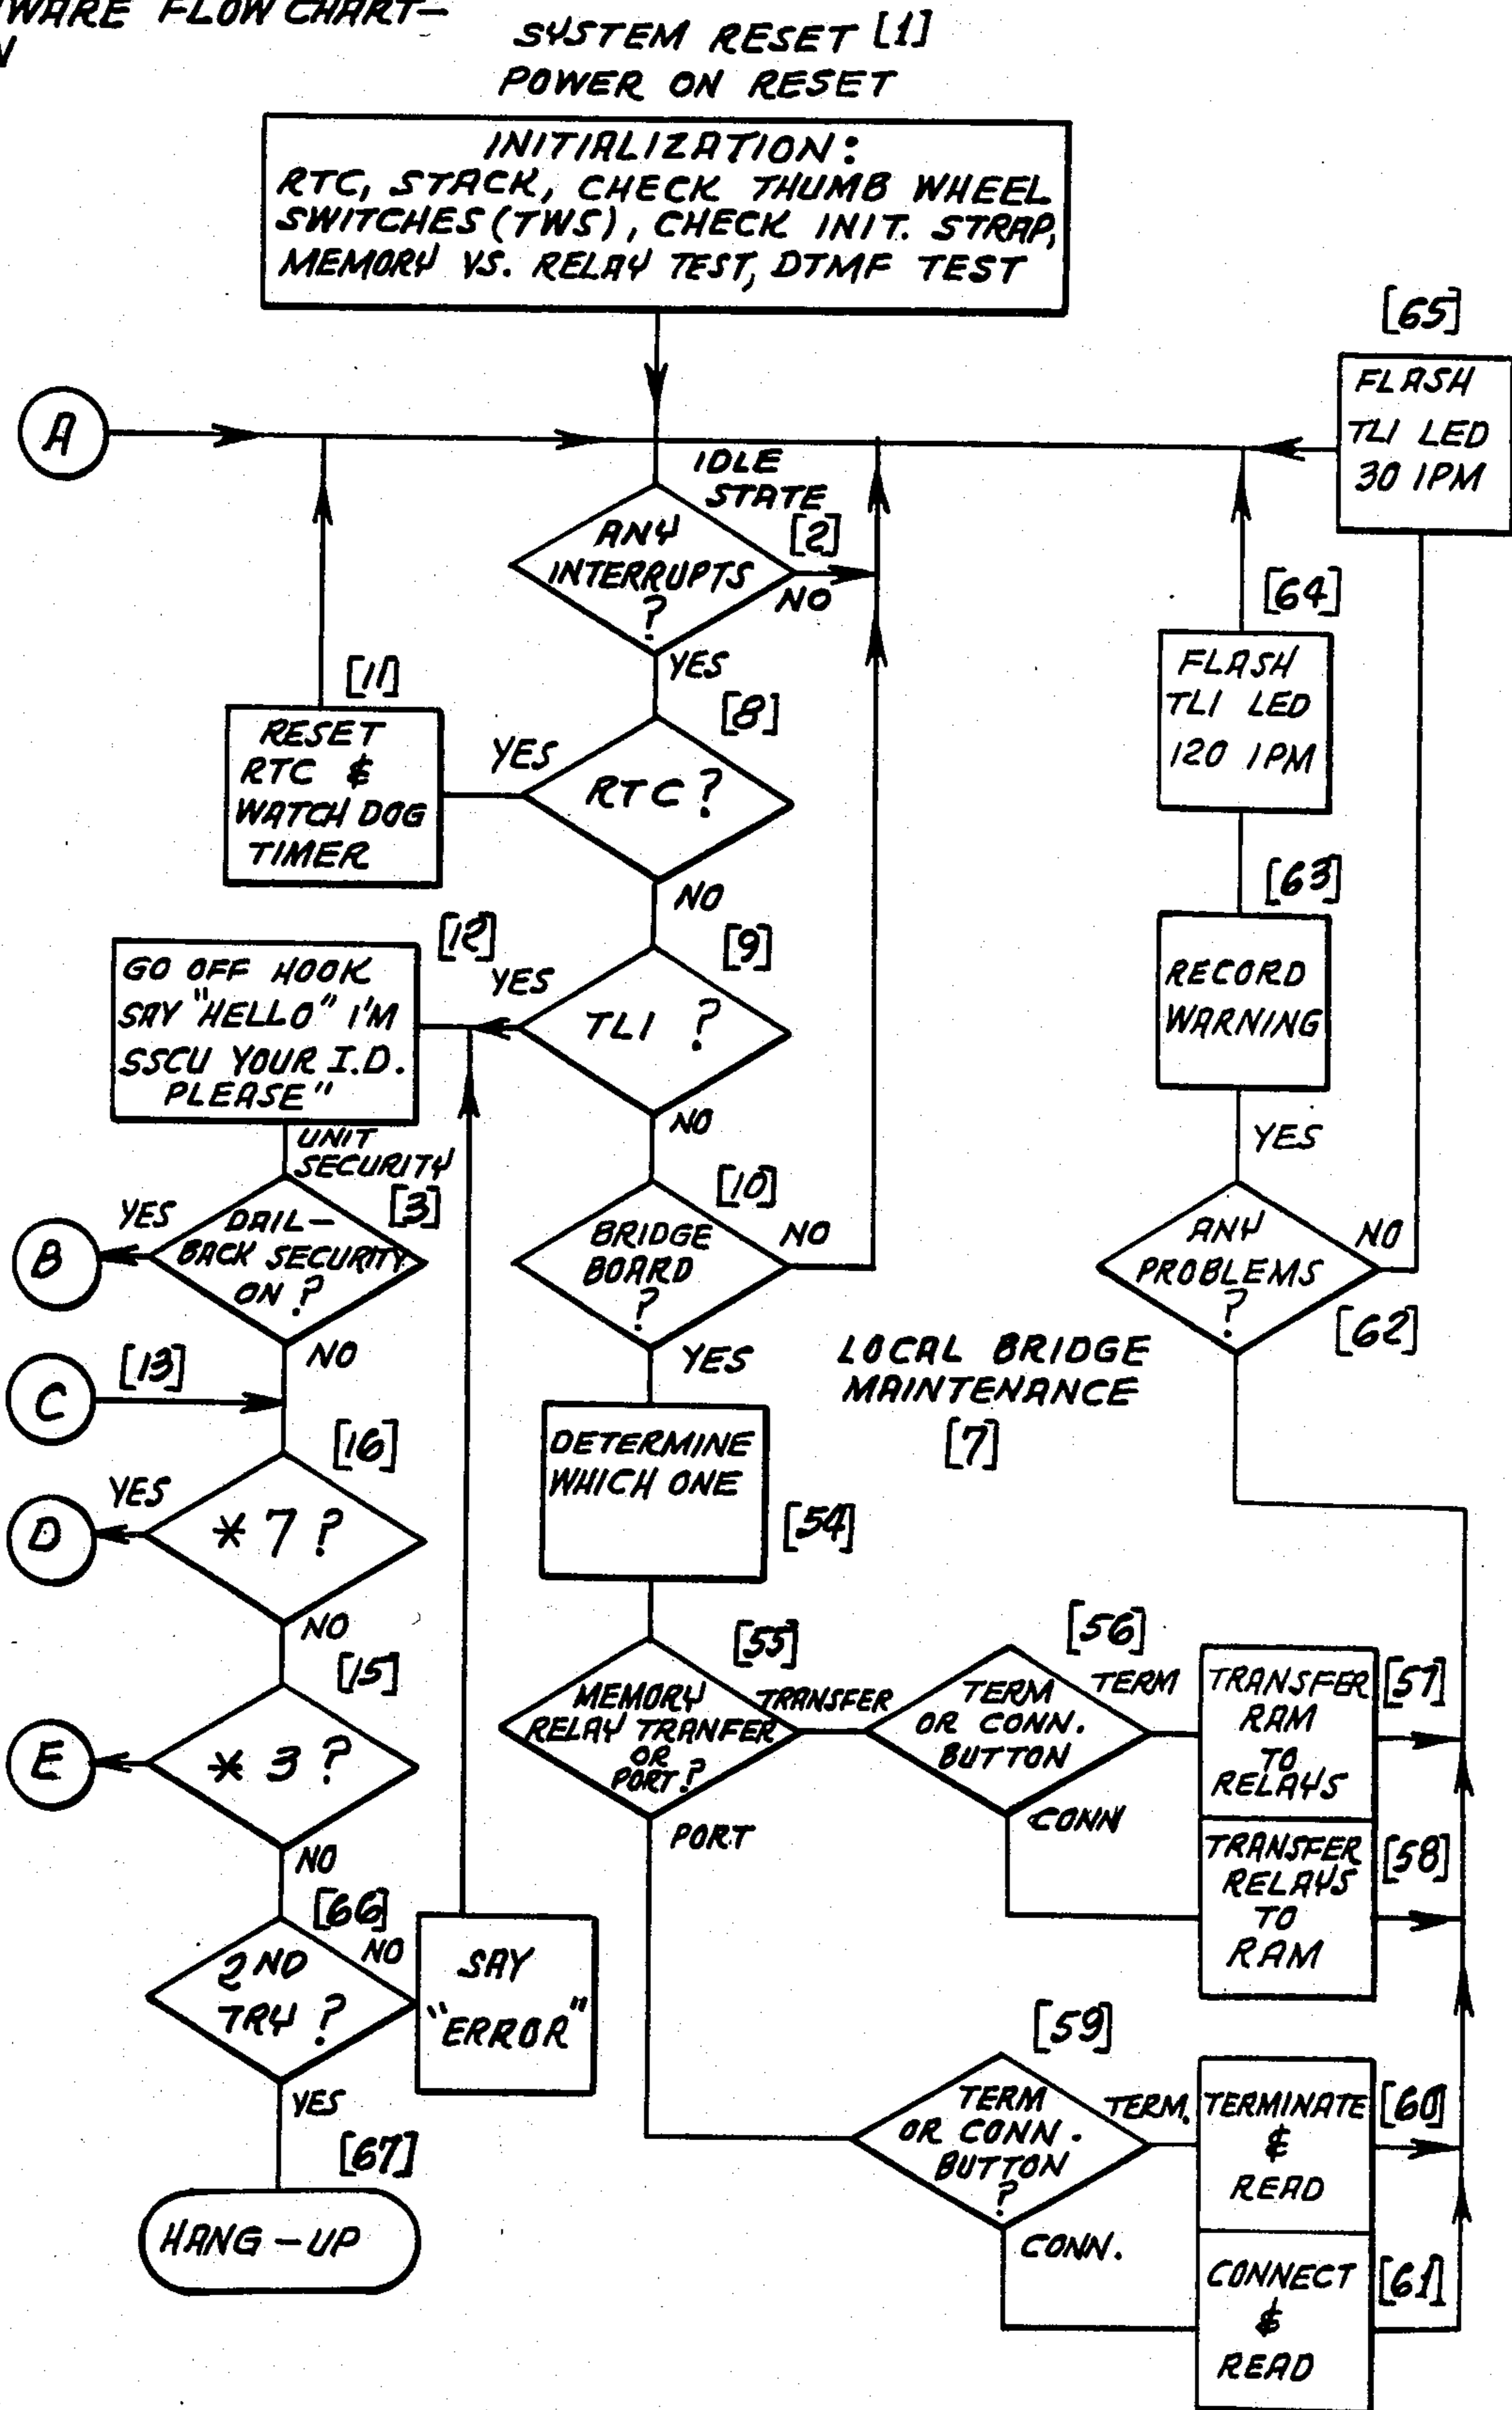 WARE FLOW CHART—
N
SYSTEM RESET [1]
POWER ON RESET
INITIALIZATION:
RTC, STACK, CHECK THUMB WHEEL
SWITCHES (TWS), CHECK INIT. STRAP,
MEMORY VS. RELAY TEST, DTMF TEST
[65]
FLASH
TLI LED
30 IPM
A
IDLE
STATE
[2]
ANY
INTERRUPTS
?
NO
YES
[64]
FLASH
TLI LED
120 IPM
[11]
RESET
RTC &
WATCH DOG
TIMER
YES
[8]
RTC?
NO
[63]
RECORD
WARNING
YES
[12]
GO OFF HOOK
SAY "HELLO" I'M
SSCU YOUR I.D.
PLEASE"
YES
[9]
TLI ?
NO
UNIT
SECURITY
[3]
YES
B
DAIL—
BACK SECURITY
ON ?
NO
[10]
BRIDGE
BOARD
?
NO
YES
ANY
PROBLEMS
?
NO
[62]
LOCAL BRIDGE
MAINTENANCE
[7]
C
[13]
DETERMINE
WHICH ONE
[54]
[16]
YES
D
* 7 ?
NO
[15]
E
* 3 ?
NO
[55]
MEMORY
RELAY TRANFER
OR
PORT?
TRANSFER
PORT
[56]
TERM
OR CONN.
BUTTON
TERM
CONN
TRANSFER
RAM
TO
RELAYS
[57]
TRANSFER
RELAYS
TO
RAM
[58]
[66]
2ND
TRY ?
NO
YES
SAY
"ERROR"
[67]
HANG-UP
[59]
TERM
OR CONN.
BUTTON
?
TERM.
CONN.
TERMINATE
&
READ
[60]
CONNECT
&
READ
[61]